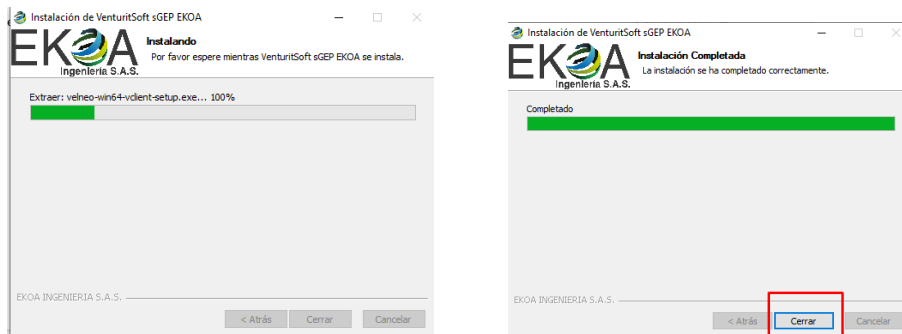 Instalación de VenturitSoft sGEP EKOA
EKOA
Ingeniería S.A.S.
Instalando
Por favor espere mientras VenturitSoft sGEP EKOA se instala.
Extraer: velneo-win64-vclient-setup.exe... 100%
EKOA INGENIERIA S.A.S.
< Atrás
Cerrar
Cancelar
Instalación de VenturitSoft sGEP EKOA
EKOA
Ingeniería S.A.S.
Instalación Completada
La instalación se ha completado correctamente.
Completado
EKOA INGENIERIA S.A.S.
< Atrás
Cerrar
Cancelar